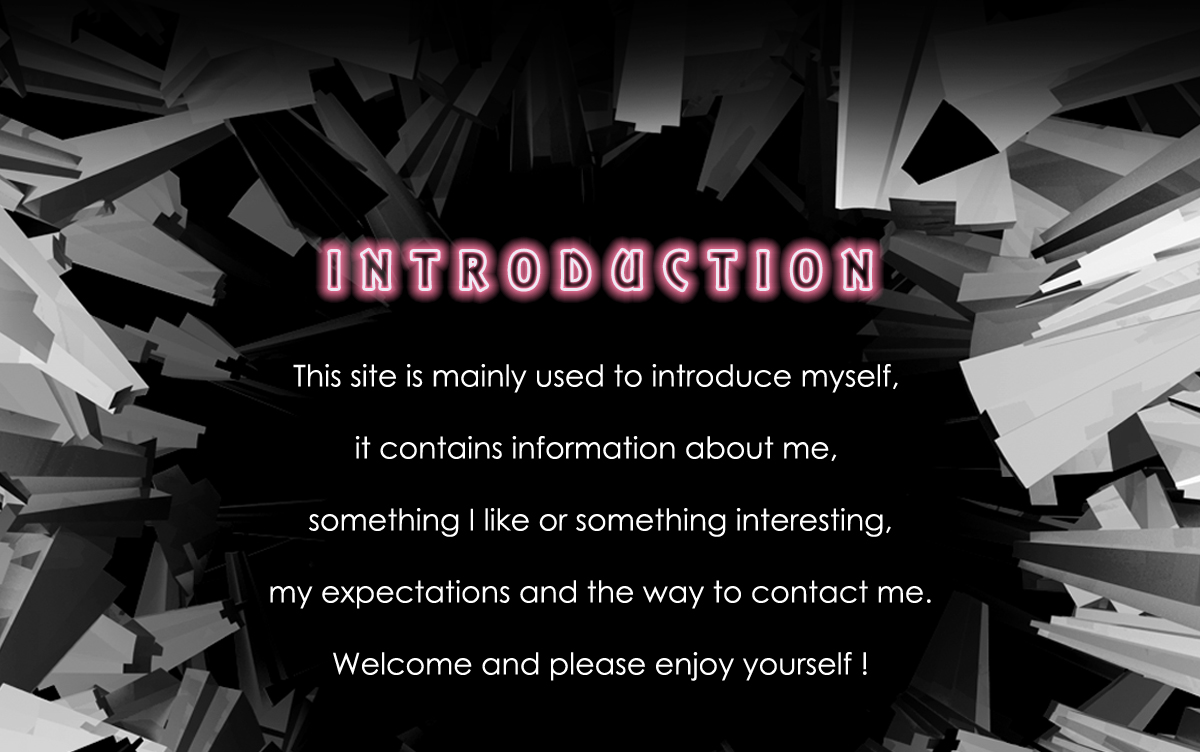 INTRODUCTION
This site is mainly used to introduce myself,
it contains information about me,
something I like or something interesting,
my expectations and the way to contact me.
Welcome and please enjoy yourself !